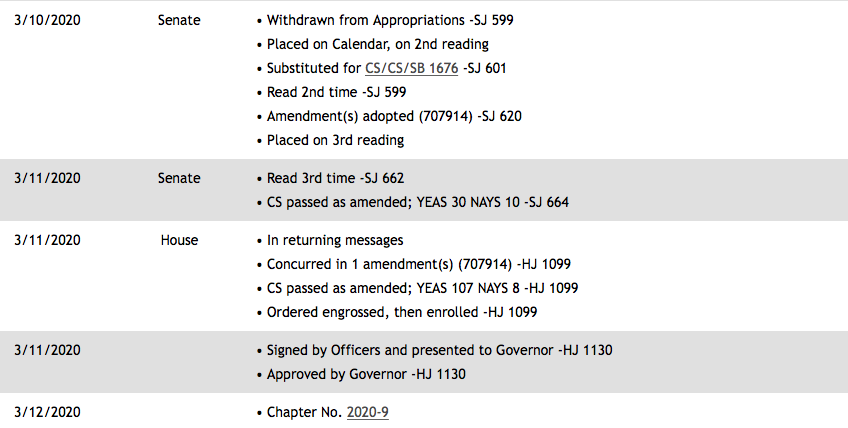 3/10/2020 Senate • Withdrawn from Appropriations -SJ 599
• Placed on Calendar, on 2nd reading
• Substituted for CS/CS/SB 1676 -SJ 601
• Read 2nd time -SJ 599
• Amendment(s) adopted (707914) -SJ 620
• Placed on 3rd reading
3/11/2020 Senate • Read 3rd time -SJ 662
• CS passed as amended; YEAS 30 NAYS 10 -SJ 664
3/11/2020 House • In returning messages
• Concurred in 1 amendment(s) (707914) -HJ 1099
• CS passed as amended; YEAS 107 NAYS 8 -HJ 1099
• Ordered engrossed, then enrolled -HJ 1099
3/11/2020 • Signed by Officers and presented to Governor -HJ 1130
• Approved by Governor -HJ 1130
3/12/2020 • Chapter No. 2020-9